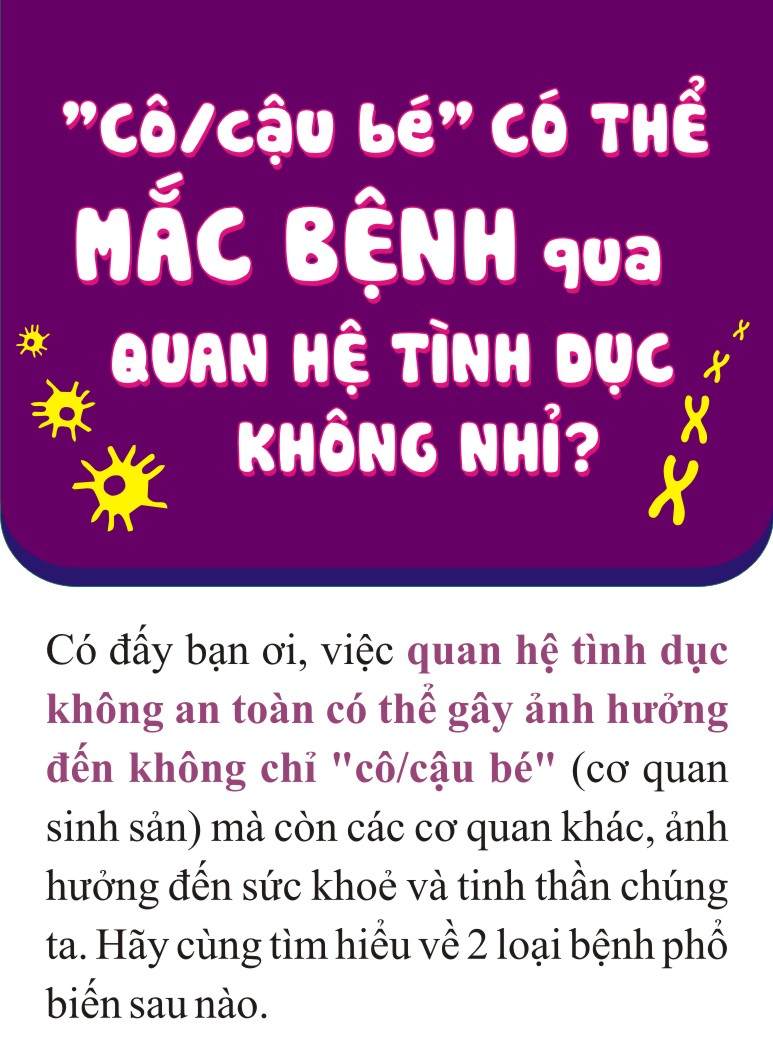 "CÔ/CẬU bé" CÓ THỂ
MẮC BỆNH qua
QUAN HỆ TÌNH DỤC
KHÔNG NHỈ?
Có đấy bạn ơi, việc quan hệ tình dục
không an toàn có thể gây ảnh hưởng
đến không chỉ "cô/cậu bé" (cơ quan
sinh sản) mà còn các cơ quan khác, ảnh
hưởng đến sức khoẻ và tinh thần chúng
ta. Hãy cùng tìm hiểu về 2 loại bệnh phổ
biến sau nào.